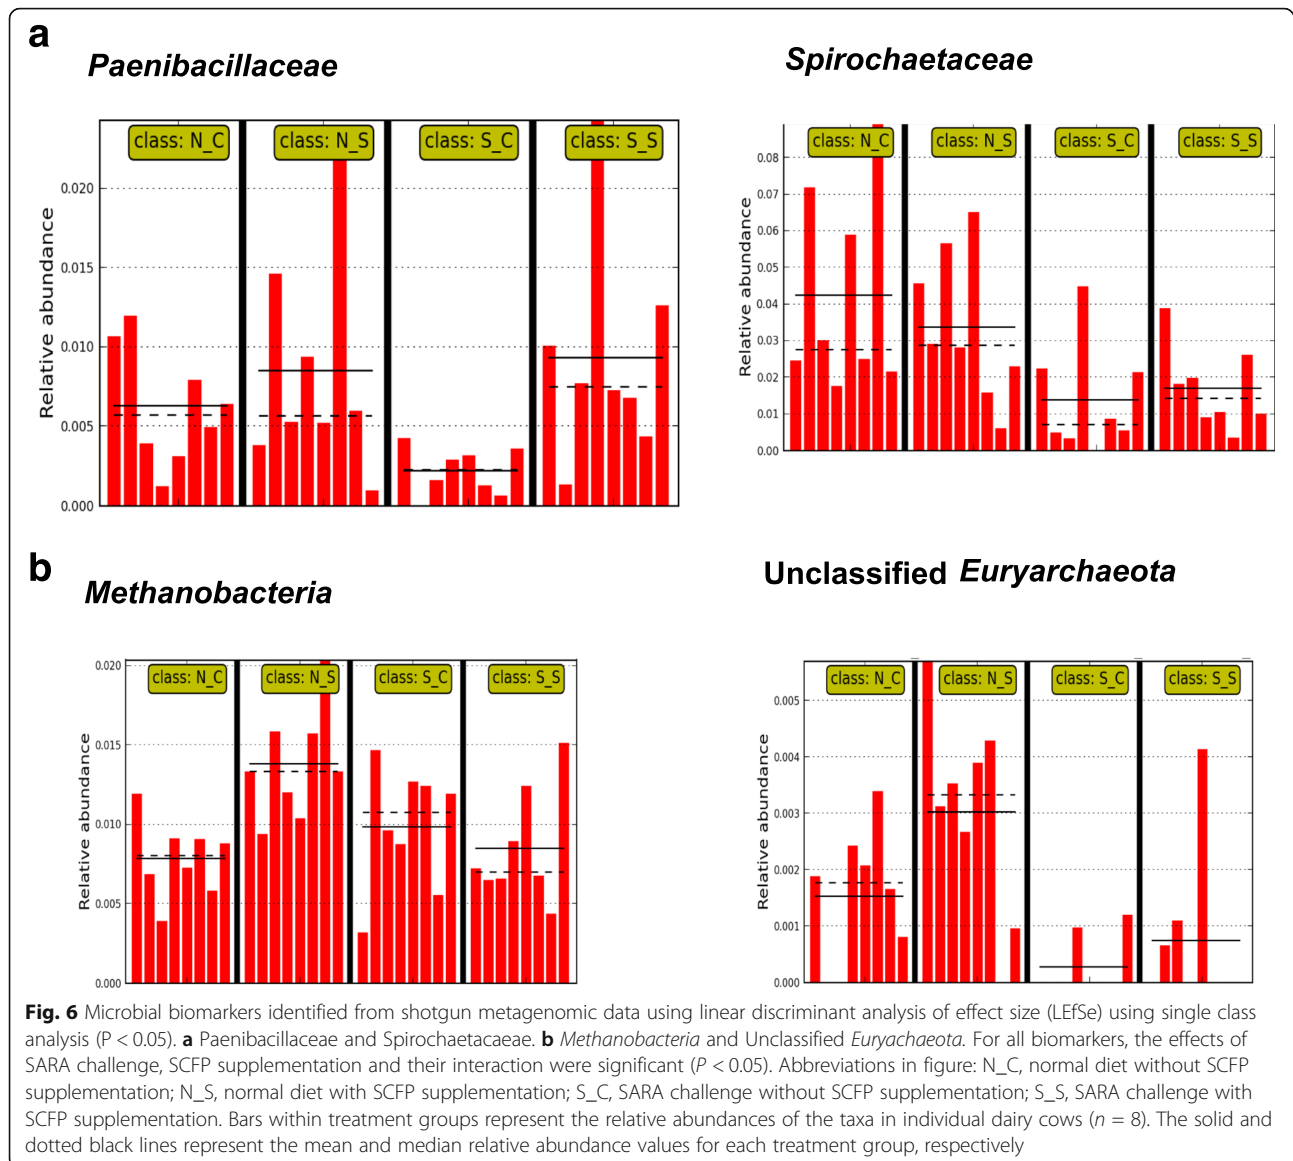 a
Paenibacillaceae
Spirochaetaceae
class: N_C
class: N_S
class: S_C
class: S_S
0.020
0.015
0.010
0.005
0.000
Relative abundance
class: N_C
class: N_S
class: S_C
class: S_S
0.08
0.07
0.06
0.05
0.04
0.03
0.02
0.01
0.00
Relative abundance
b
Methanobacteria
Unclassified Euryarchaeota
class: N_C
class: N_S
class: S_C
class: S_S
0.020
0.015
0.010
0.005
0.000
Relative abundance
class: N_C
class: N_S
class: S_C
class: S_S
0.005
0.004
0.003
0.002
0.001
0.000
Relative abundance
Fig. 6 Microbial biomarkers identified from shotgun metagenomic data using linear discriminant analysis of effect size (LEfSe) using single class
analysis (P < 0.05). a Paenibacillaceae and Spirochaetacaeae. b Methanobacteria and Unclassified Euryachaeota. For all biomarkers, the effects of
SARA challenge, SCFP supplementation and their interaction were significant (P < 0.05). Abbreviations in figure: N_C, normal diet without SCFP
supplementation; N_S, normal diet with SCFP supplementation; S_C, SARA challenge without SCFP supplementation; S_S, SARA challenge with
SCFP supplementation. Bars within treatment groups represent the relative abundances of the taxa in individual dairy cows (n = 8). The solid and
dotted black lines represent the mean and median relative abundance values for each treatment group, respectively